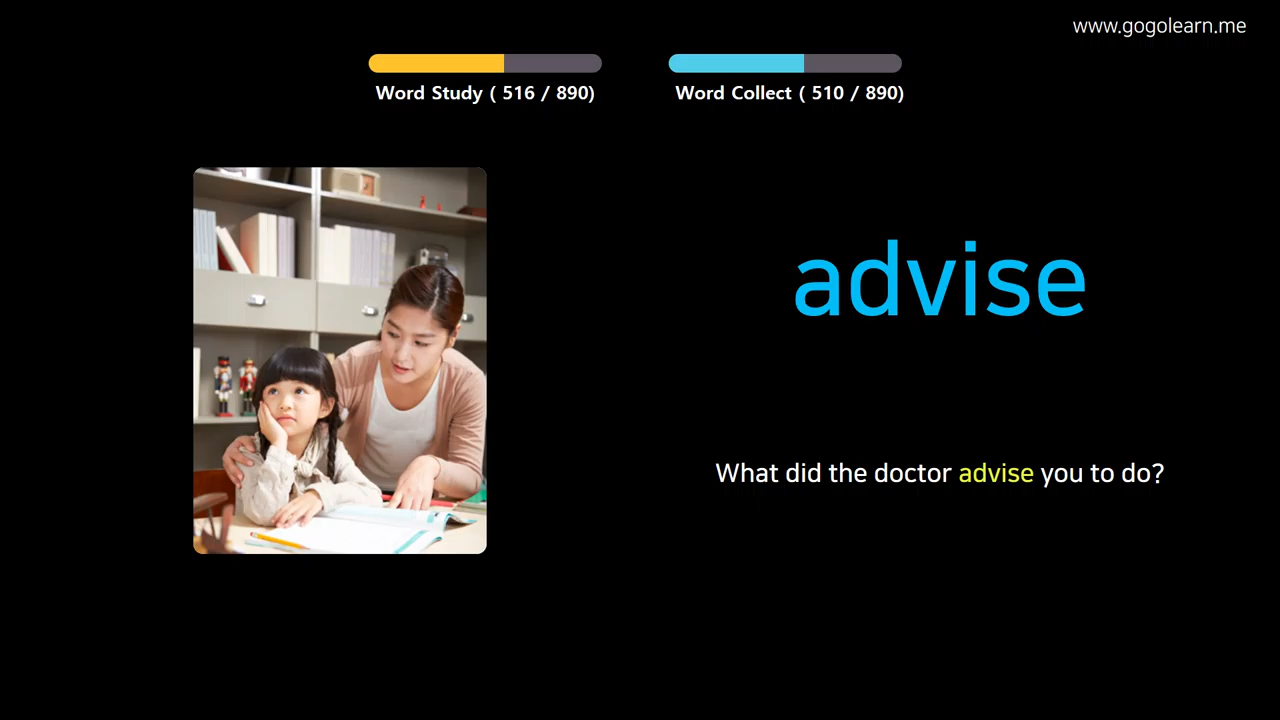 www.gogolearn.me
Word Study ( 516 / 890)
Word Collect ( 510 / 890)
advise
What did the doctor advise you to do?